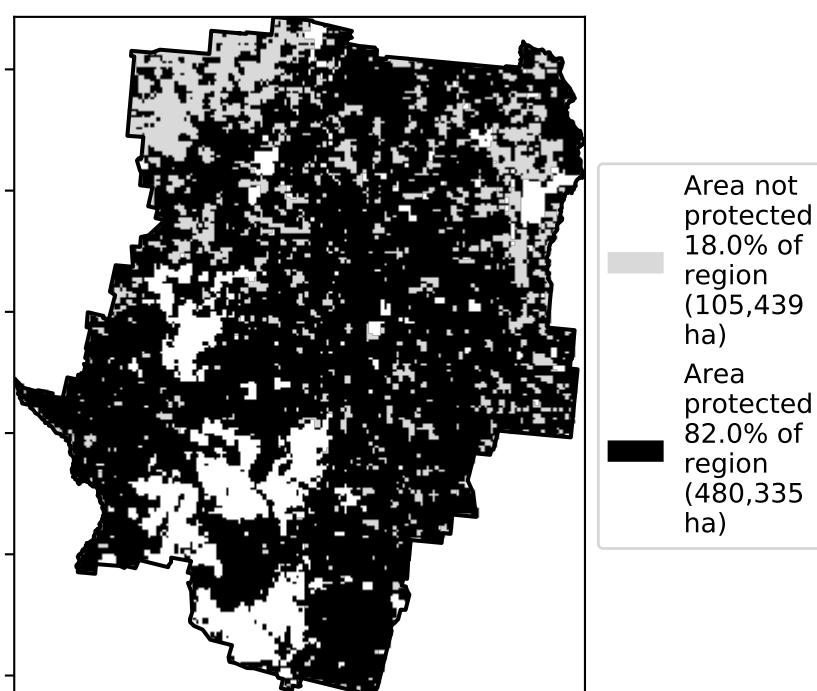 Area not
protected
18.0% of
region
(105,439
ha)
Area
protected
82.0% of
region
(480,335
ha)